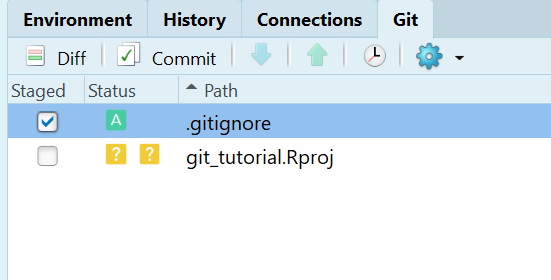 Environment History Connections Git
Diff Commit
Staged Status Path
A .gitignore
? ? git_tutorial.Rproj